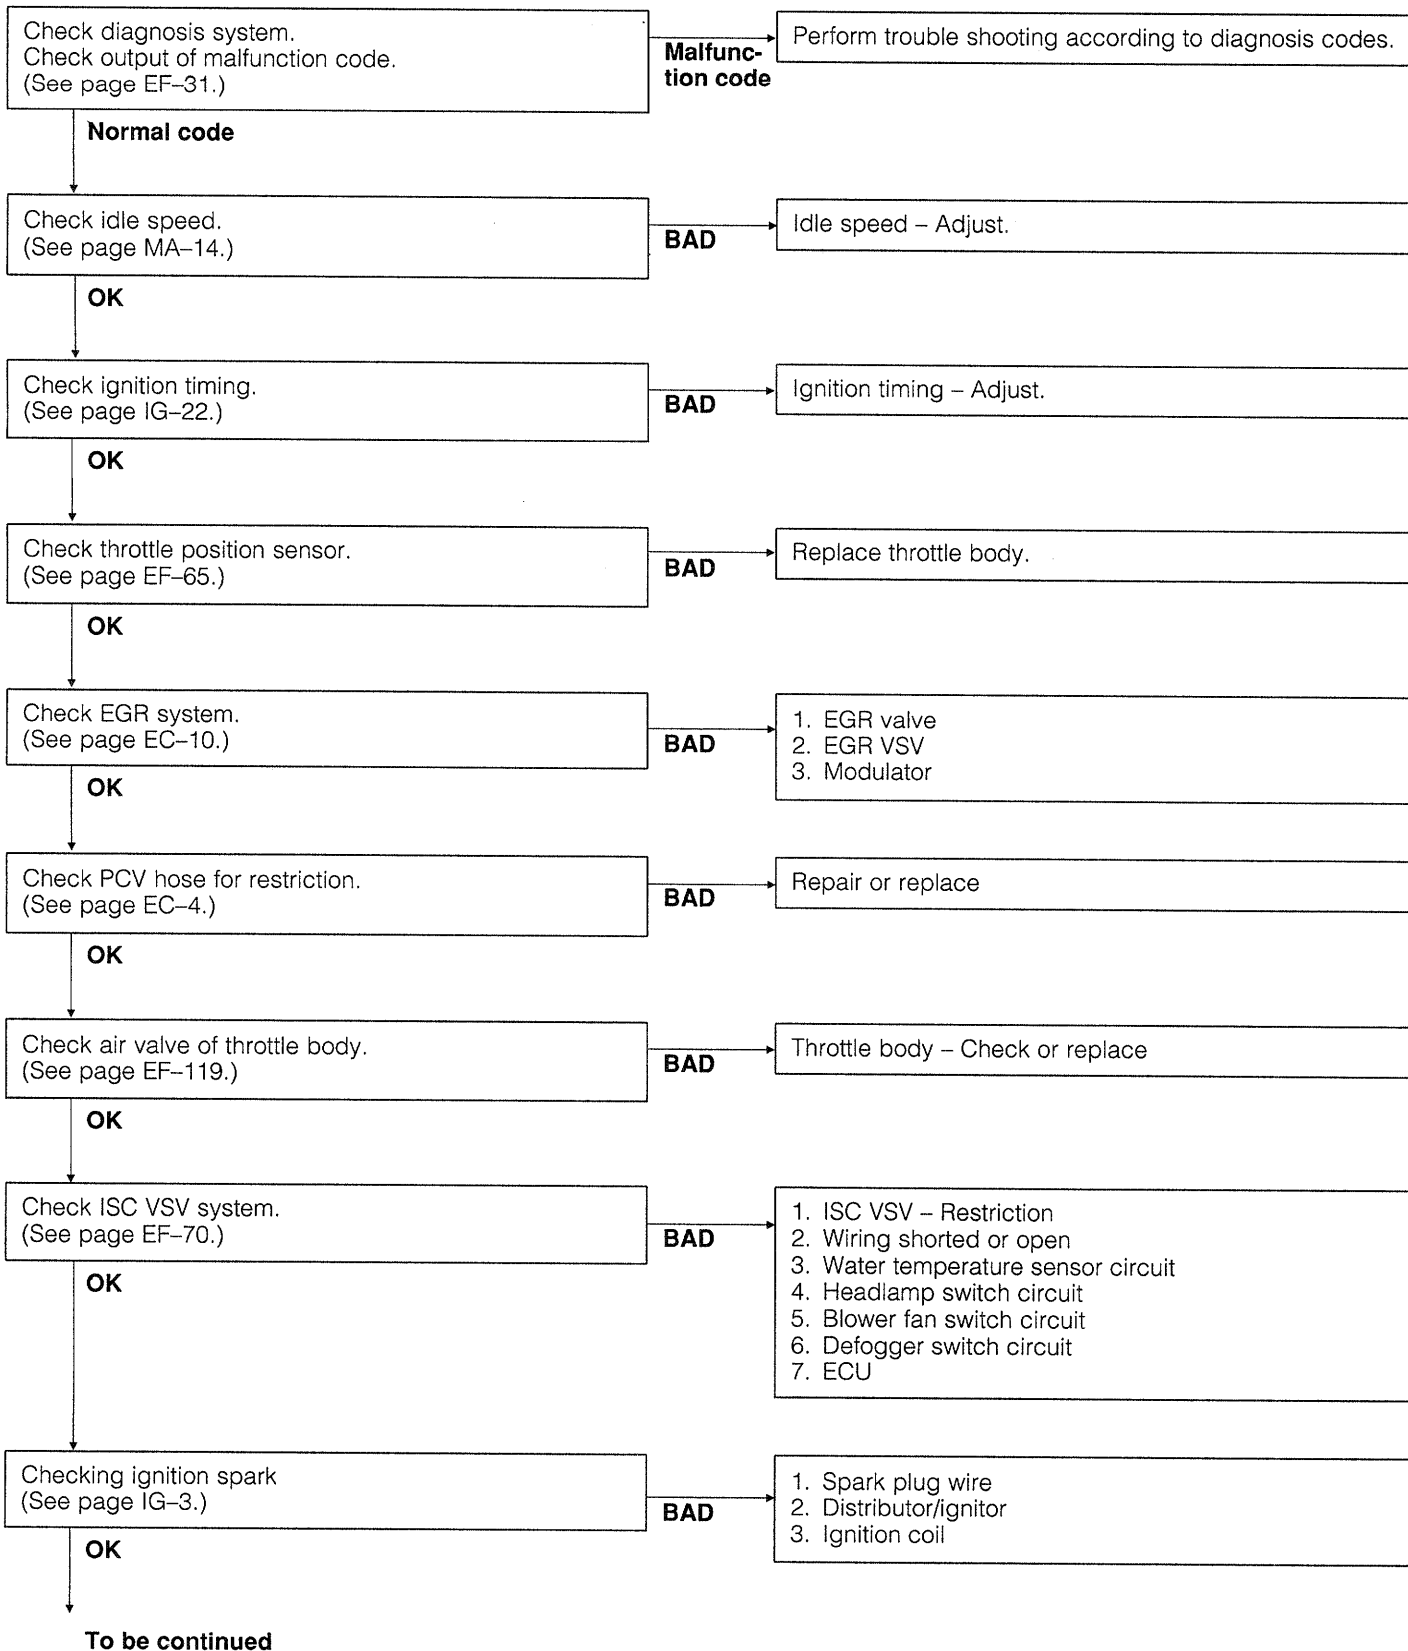 Check diagnosis system.
Check output of malfunction code.
(See page EF–31.)
Malfunc-
tion code
Perform trouble shooting according to diagnosis codes.
Normal code
Check idle speed.
(See page MA–14.)
BAD
Idle speed – Adjust.
OK
Check ignition timing.
(See page IG–22.)
BAD
Ignition timing – Adjust.
OK
Check throttle position sensor.
(See page EF–65.)
BAD
Replace throttle body.
OK
Check EGR system.
(See page EC–10.)
BAD
1. EGR valve
2. EGR VSV
3. Modulator
OK
Check PCV hose for restriction.
(See page EC–4.)
BAD
Repair or replace
OK
Check air valve of throttle body.
(See page EF–119.)
BAD
Throttle body – Check or replace
OK
Check ISC VSV system.
(See page EF–70.)
BAD
1. ISC VSV – Restriction
2. Wiring shorted or open
3. Water temperature sensor circuit
4. Headlamp switch circuit
5. Blower fan switch circuit
6. Defogger switch circuit
7. ECU
OK
Checking ignition spark
(See page IG–3.)
BAD
1. Spark plug wire
2. Distributor/ignitor
3. Ignition coil
OK
To be continued